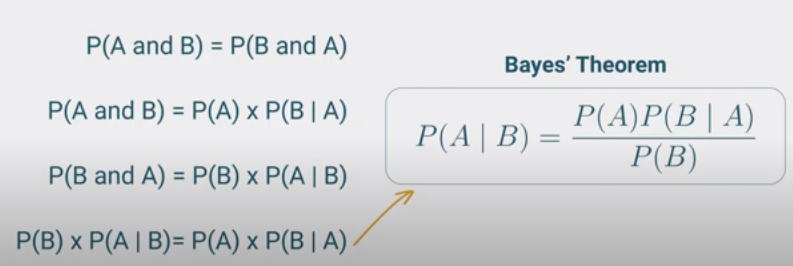 P(A and B) = P(B and A)
P(A and B) = P(A) x P(B | A)
P(B and A) = P(B) x P(A | B)
P(B) x P(A | B)= P(A) x P(B | A)
Bayes’ Theorem
P(A | B) = P(A)P(B | A) / P(B)